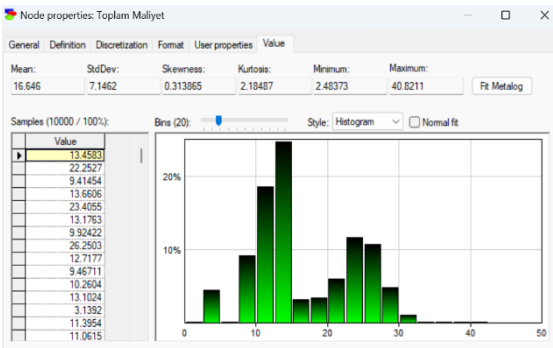 Node properties: Toplam Maliyet
General Definition Discretization Format User properties Value
Mean: StdDev: Skewness: Kurtosis: Minimum: Maximum:
16.646 7.1462 0.313865 2.18487 2.48373 40.8211 Fit Metalog
Samples (10000 / 100%): Bins (20): Style: Histogram Normal fit
Value
13.4583
22.2527
9.41454
13.6606
23.4055
13.1763
9.92422
26.2503
12.7177
9.46711
10.2604
13.1024
3.1392
11.3954
11.0615
20%
10%
0 10 20 30 40 50